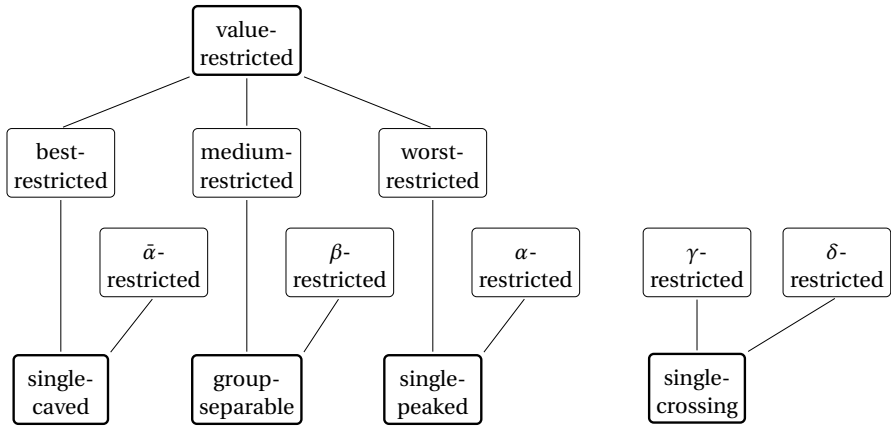 value-
restricted
best-
restricted
medium-
restricted
worst-
restricted
ᾱ-
restricted
β-
restricted
α-
restricted
γ-
restricted
δ-
restricted
single-
caved
group-
separable
single-
peaked
single-
crossing